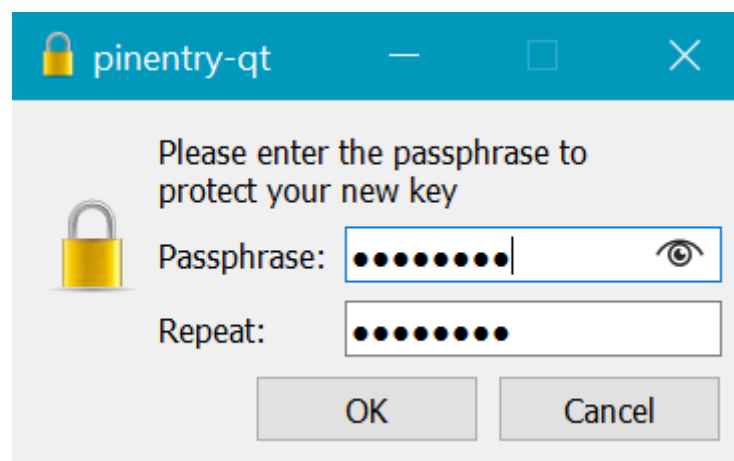 pinentry-qt
Please enter the passphrase to
protect your new key
Passphrase: ●●●●●●●●
Repeat: ●●●●●●●●
OK Cancel